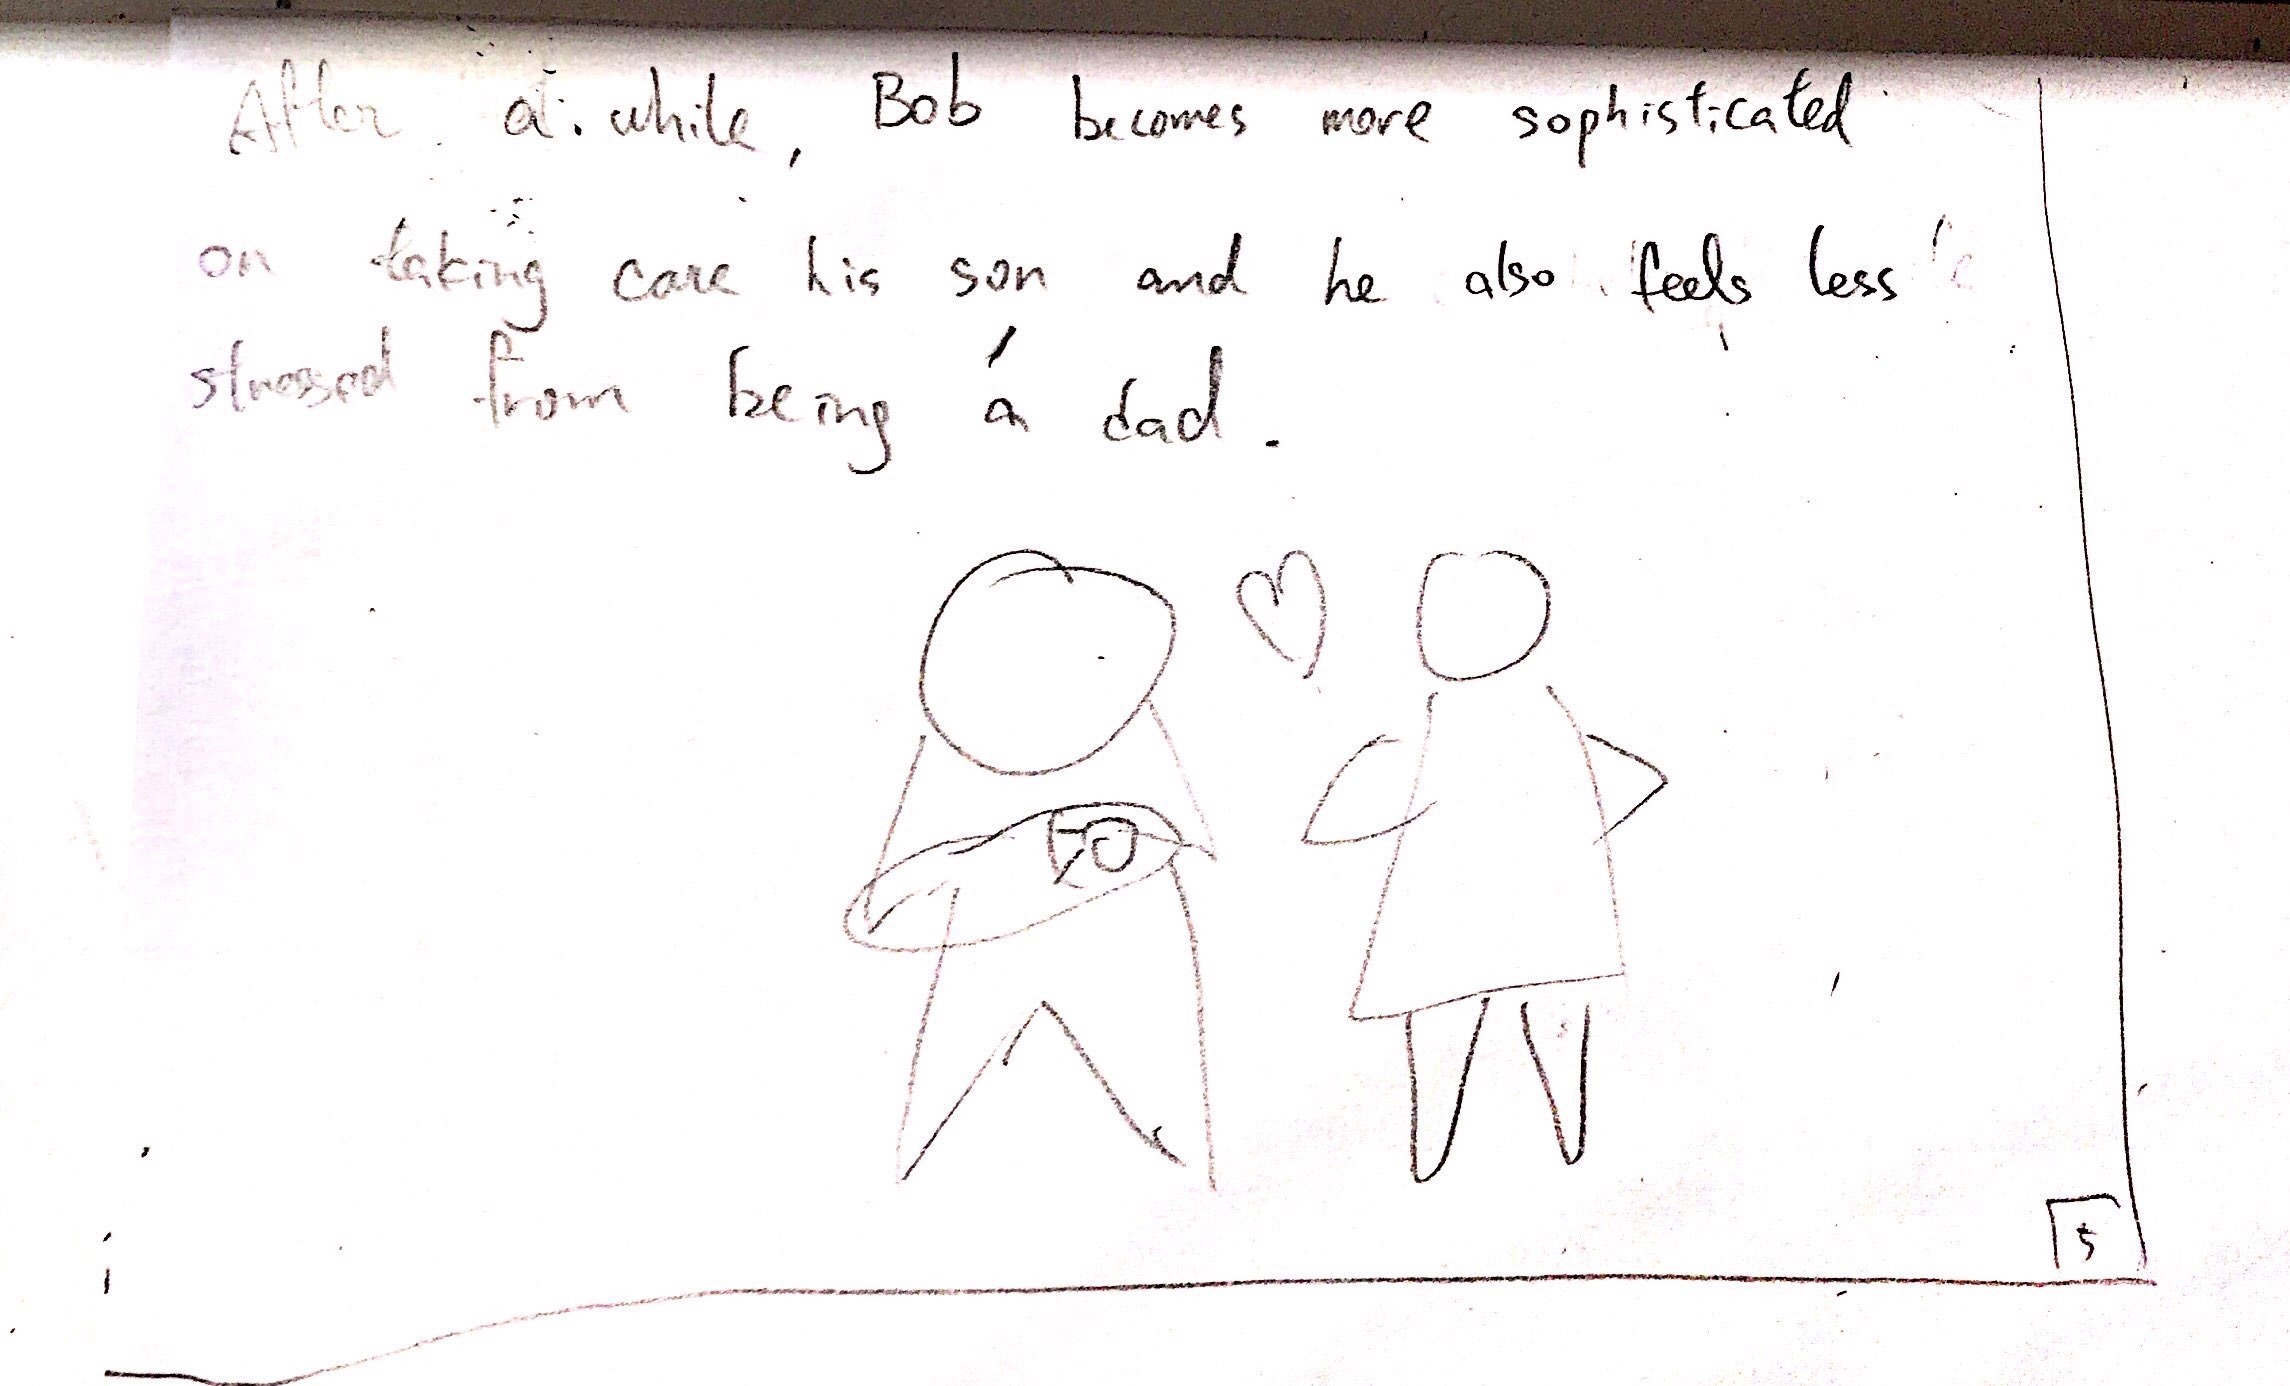 After a while, Bob becomes more sophisticated
on taking care his son and he also feels less
stressed from being a dad.
5